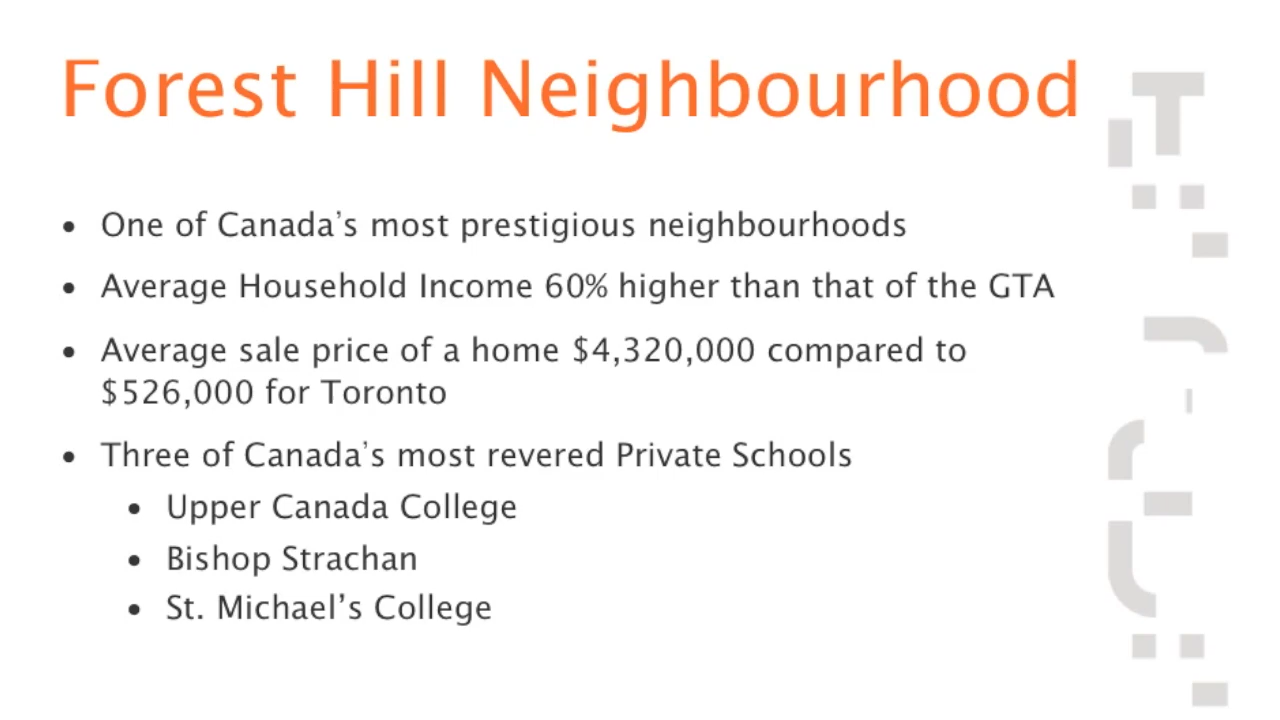 Forest Hill Neighbourhood
• One of Canada’s most prestigious neighbourhoods
• Average Household Income 60% higher than that of the GTA
• Average sale price of a home $4,320,000 compared to
$526,000 for Toronto
• Three of Canada’s most revered Private Schools
• Upper Canada College
• Bishop Strachan
• St. Michael’s College